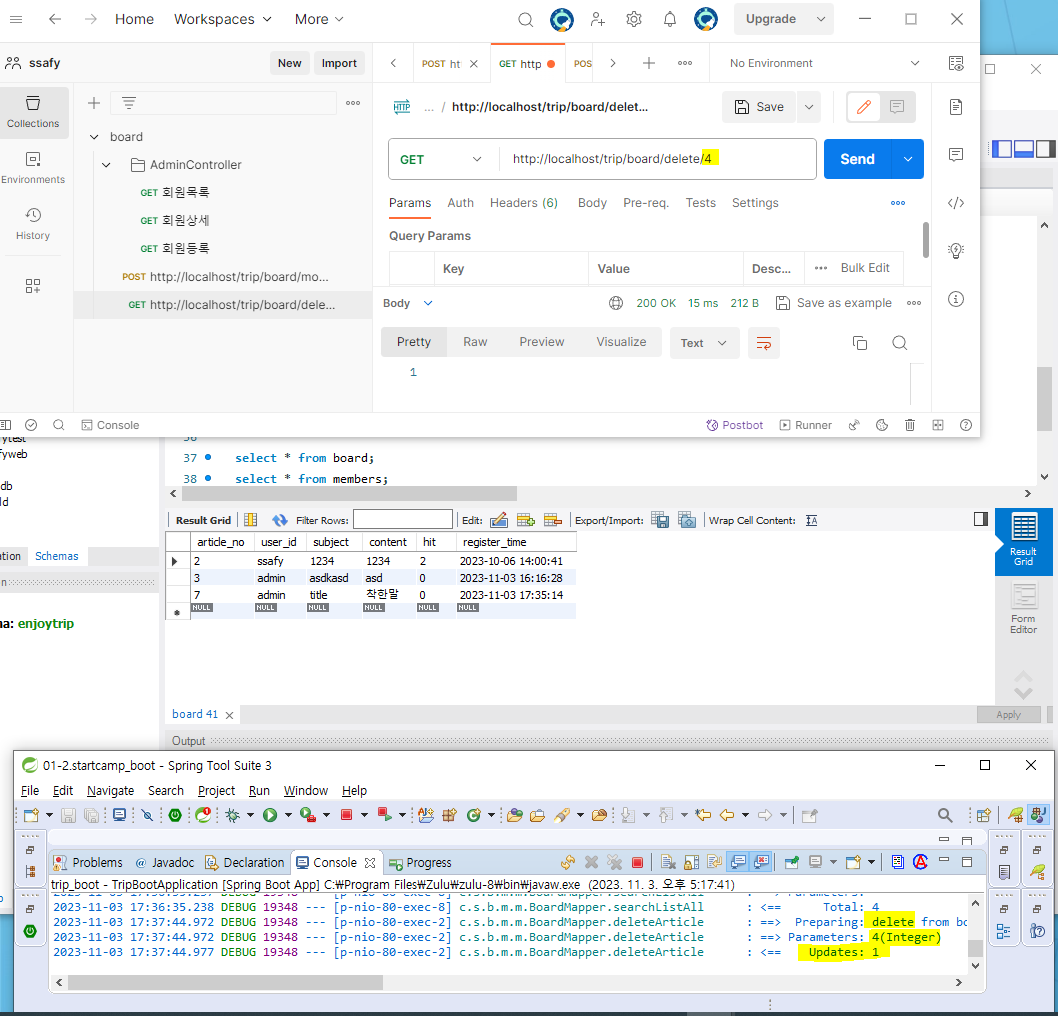 Home Workspaces More Upgrade
ssafy New Import
POST ht GET http POS No Environment
Collections
Environments
History
board
AdminController
GET 회원목록
GET 회원상세
GET 회원등록
POST http://localhost/trip/board/mo...
GET http://localhost/trip/board/dele...
HTTP ... / http://localhost/trip/board/delet... Save
GET http://localhost/trip/board/delete/4 Send
Params Auth Headers (6) Body Pre-req. Tests Settings
Query Params
Key Value Desc... Bulk Edit
Body 200 OK 15 ms 212 B Save as example
Pretty Raw Preview Visualize Text
1
Console Postbot Runner
37 select * from board;
38 select * from members;
Result Grid Filter Rows: Edit: Export/Import: Wrap Cell Content:
article_no user_id subject content hit register_time
2 ssafy 1234 1234 2 2023-10-06 14:00:41
3 admin asdkasd asd 0 2023-11-03 16:16:28
7 admin title 착한말 0 2023-11-03 17:35:14
NULL NULL NULL NULL NULL NULL
Result
Grid
Form
Editor
Schemas
enjoytrip
board 41 Apply
Output
01-2.startcamp_boot - Spring Tool Suite 3
File Edit Navigate Search Project Run Window Help
Problems Javadoc Declaration Console Progress
trip_boot - TripBootApplication [Spring Boot App] C:₩Program Files₩Zulu₩zulu-8₩bin₩javaw.exe (2023. 11. 3. 오후 5:17:41)
2023-11-03 17:36:35.238 DEBUG 19348 --- [p-nio-80-exec-8] c.s.b.m.m.BoardMapper.searchListAll : <== Total: 4
2023-11-03 17:37:44.972 DEBUG 19348 --- [p-nio-80-exec-2] c.s.b.m.m.BoardMapper.deleteArticle : ==> Preparing: delete from bo
2023-11-03 17:37:44.972 DEBUG 19348 --- [p-nio-80-exec-2] c.s.b.m.m.BoardMapper.deleteArticle : ==> Parameters: 4(Integer)
2023-11-03 17:37:44.977 DEBUG 19348 --- [p-nio-80-exec-2] c.s.b.m.m.BoardMapper.deleteArticle : <== Updates: 1